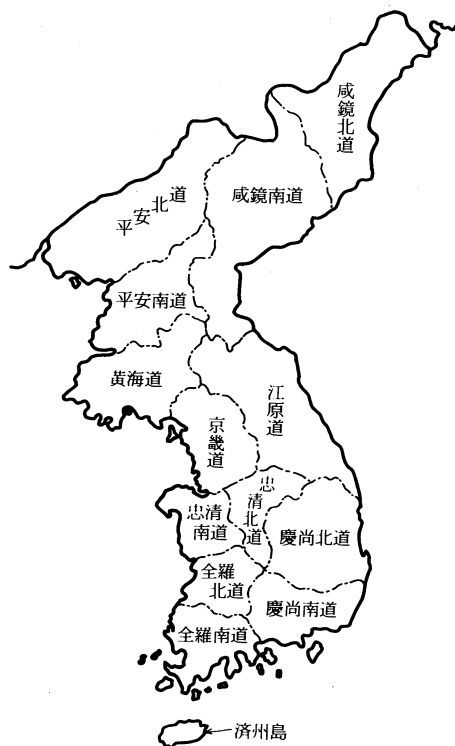 咸鏡北道
咸鏡南道
平安北道
平安南道
黃海道
江原道
京畿道
忠清北道
忠清
南道
慶尚北道
全羅
北道
慶尚南道
全羅南道
済州島